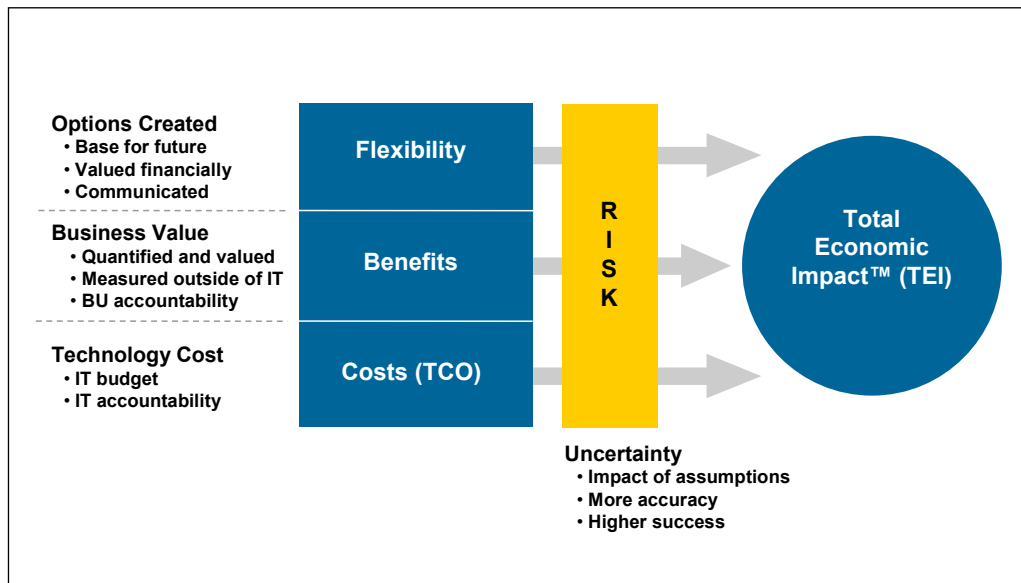 Options Created
• Base for future
• Valued financially
• Communicated
Flexibility
Business Value
• Quantified and valued
• Measured outside of IT
• BU accountability
Benefits
Technology Cost
• IT budget
• IT accountability
Costs (TCO)
R
I
S
K
Total
Economic
Impact™ (TEI)
Uncertainty
• Impact of assumptions
• More accuracy
• Higher success